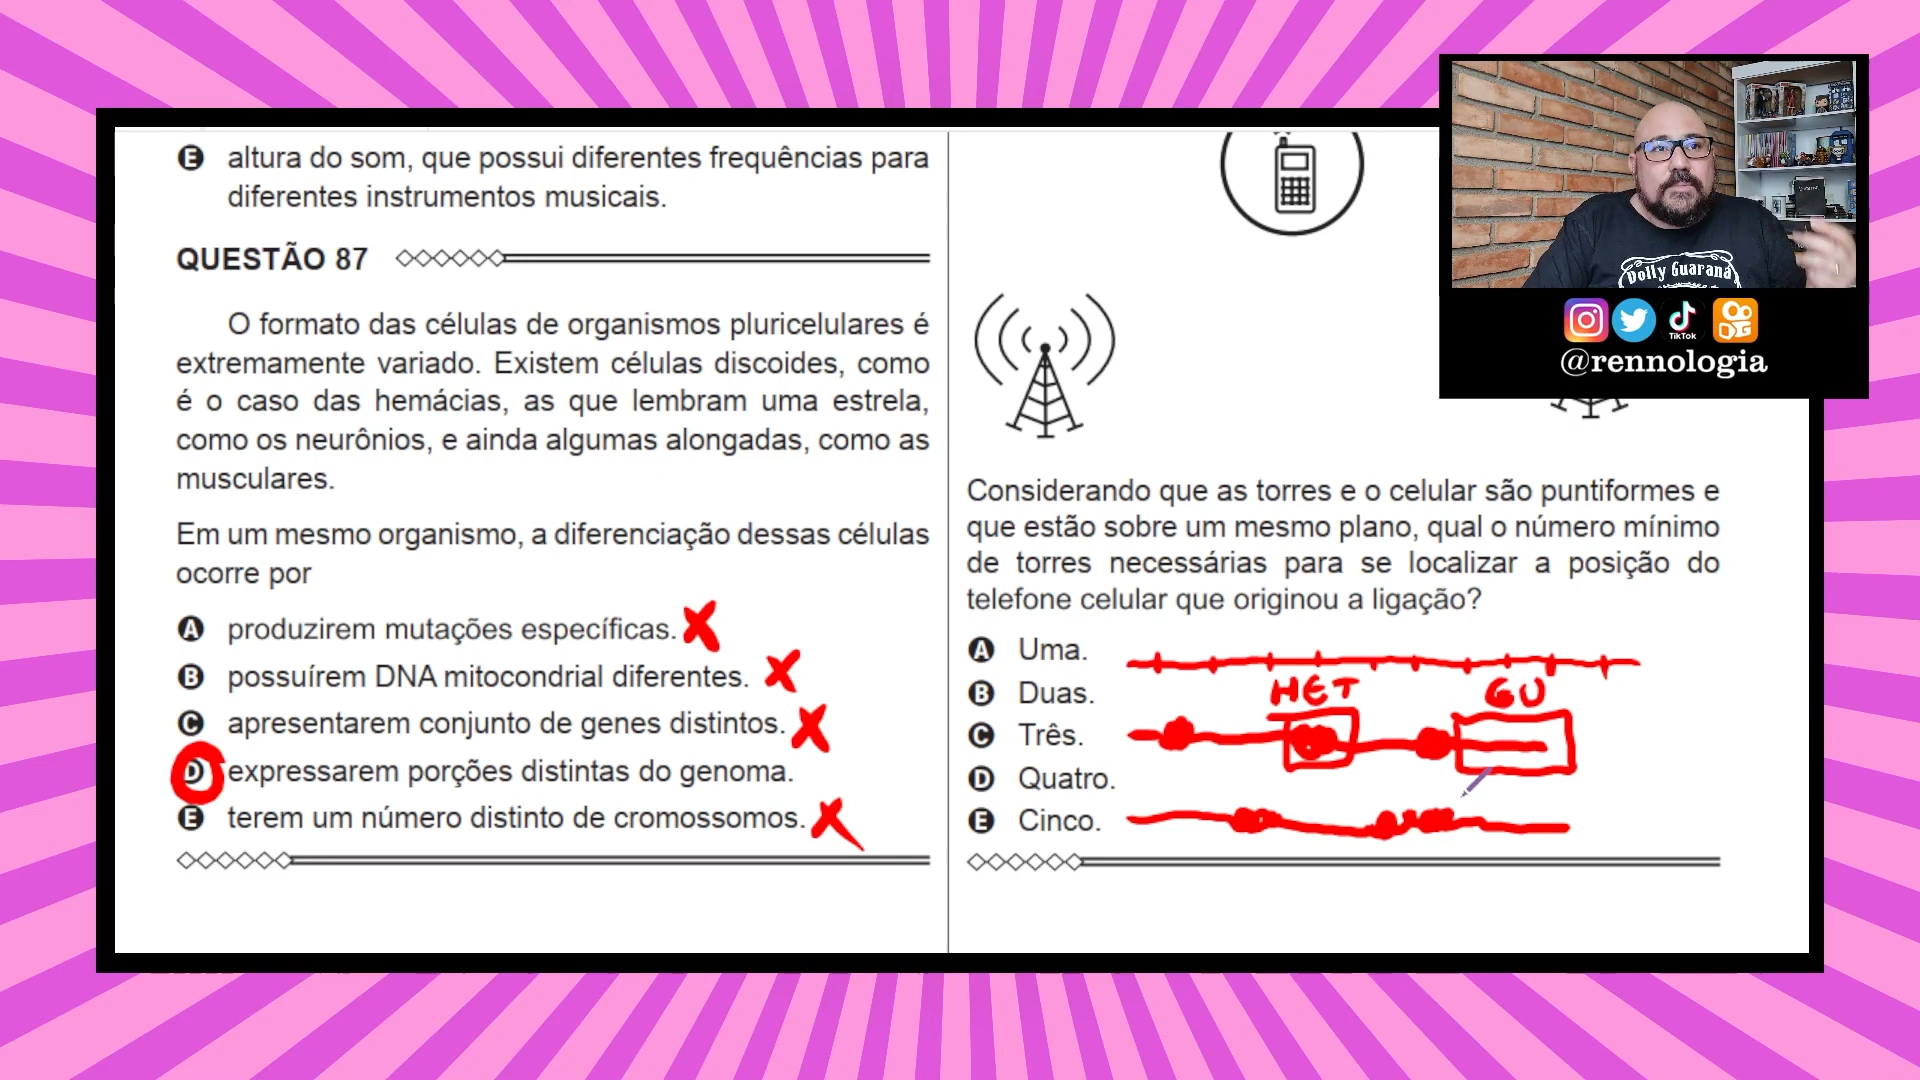 E altura do som, que possui diferentes frequências para
diferentes instrumentos musicais.
QUESTÃO 87
O formato das células de organismos pluricelulares é
extremamente variado. Existem células discoides, como
é o caso das hemácias, as que lembram uma estrela,
como os neurônios, e ainda algumas alongadas, como as
musculares.
Em um mesmo organismo, a diferenciação dessas células
ocorre por
A produzirem mutações específicas.
B possuírem DNA mitocondrial diferentes.
C apresentarem conjunto de genes distintos.
D expressarem porções distintas do genoma.
E terem um número distinto de cromossomos.
Considerando que as torres e o celular são puntiformes e
que estão sobre um mesmo plano, qual o número mínimo
de torres necessárias para se localizar a posição do
telefone celular que originou a ligação?
A Uma.
B Duas.
C Três.
D Quatro.
E Cinco.
HET
GU
Dolly Guaraná
TikTok
@rennologia